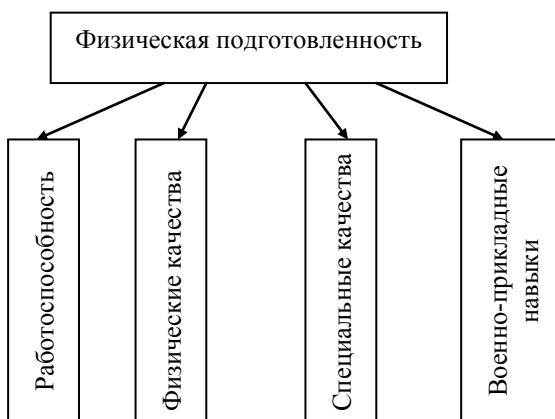 Физическая подготовленность
Работоспособность
Физические качества
Специальные качества
Военно-прикладные
навыки